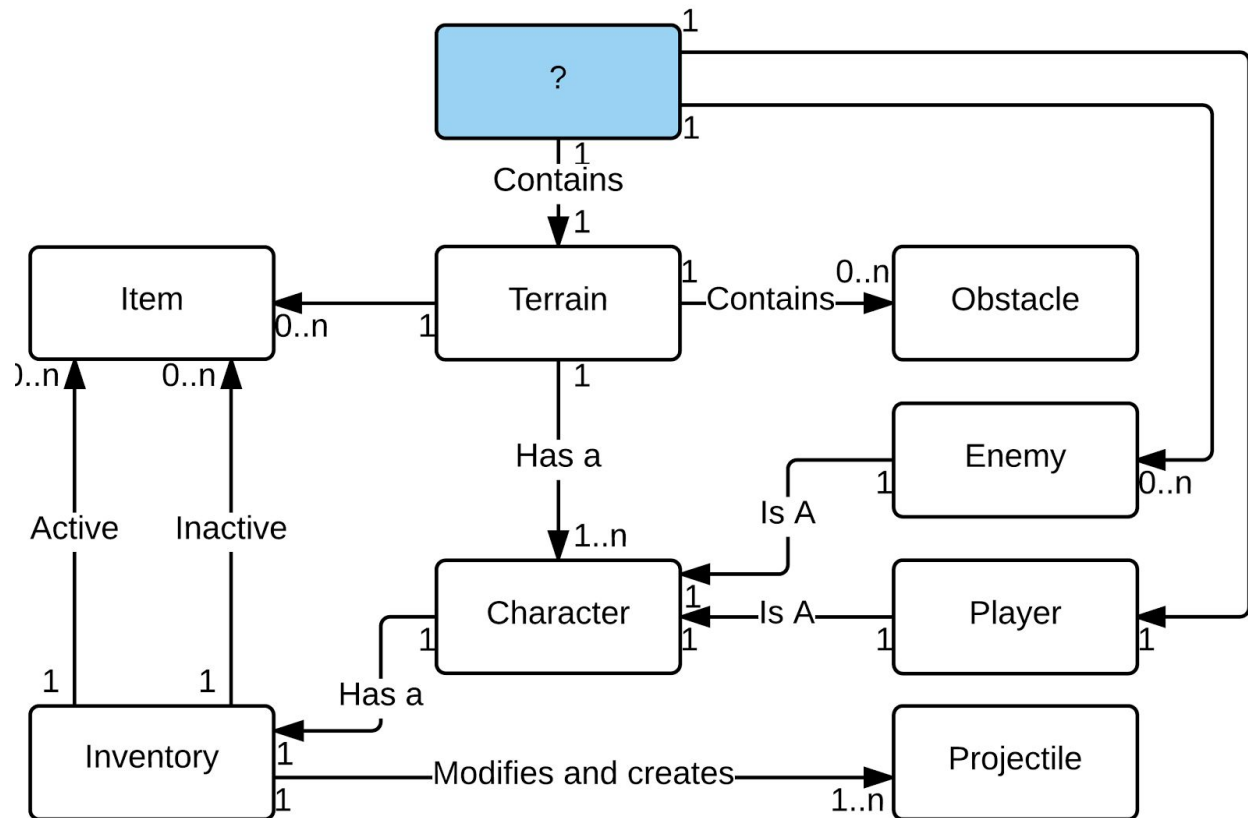 1
?
1
1
Contains
1
Item
Terrain
Obstacle
1
0..n
Contains
0..n
1
0..n
0..n
1
Enemy
Has a
1
0..n
Active
Inactive
Is A
1..n
1
Character
Is A
Player
1
1
1
1
1
1
Has a
Inventory
1
Projectile
Modifies and creates
1
1..n